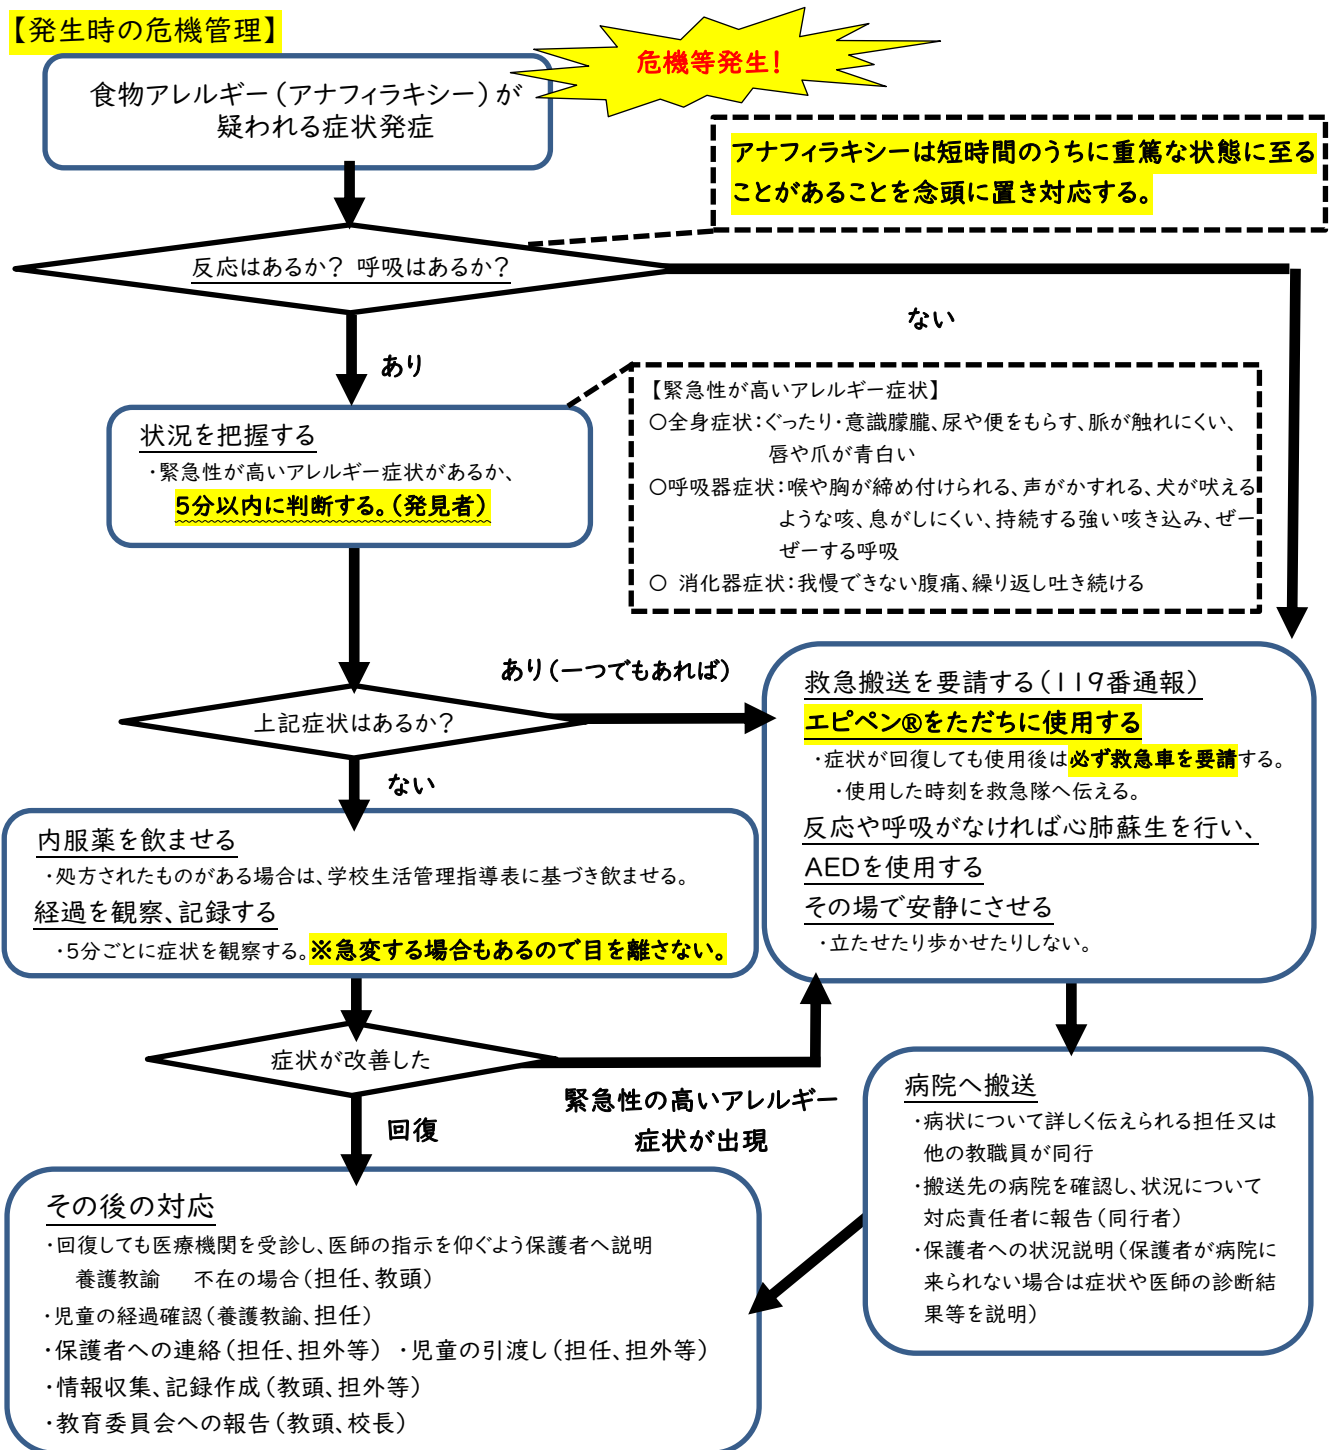 【発生時の危機管理】
危機等発生！
食物アレルギー（アナフィラキシー）が
疑われる症状発症
アナフィラキシーは短時間のうちに重篤な状態に至る
ことがあることを念頭に置き対応する。
反応はあるか？ 呼吸はあるか？
ない
あり
【緊急性が高いアレルギー症状】
〇全身症状：ぐったり・意識朦朧、尿や便をもらす、脈が触れにくい、
唇や爪が青白い
〇呼吸器症状：喉や胸が締め付けられる、声がかすれる、犬が吠える
ような咳、息がしにくい、持続する強い咳き込み、ぜー
ぜーする呼吸
〇 消化器症状：我慢できない腹痛、繰り返し吐き続ける
状況を把握する
・緊急性が高いアレルギー症状があるか、
5分以内に判断する。（発見者）
あり（一つでもあれば）
上記症状はあるか？
ない
救急搬送を要請する（119番通報）
エピペン®をただちに使用する
・症状が回復しても使用後は必ず救急車を要請する。
・使用した時刻を救急隊へ伝える。
反応や呼吸がなければ心肺蘇生を行い、
AEDを使用する
その場で安静にさせる
・立たせたり歩かせたりしない。
内服薬を飲ませる
・処方されたものがある場合は、学校生活管理指導表に基づき飲ませる。
経過を観察、記録する
・5分ごとに症状を観察する。※急変する場合もあるので目を離さない。
症状が改善した
緊急性の高いアレルギー
症状が出現
回復
病院へ搬送
・病状について詳しく伝えられる担任又は
他の教職員が同行
・搬送先の病院を確認し、状況について
対応責任者に報告（同行者）
・保護者への状況説明（保護者が病院に
来られない場合は症状や医師の診断結
果等を説明）
その後の対応
・回復しても医療機関を受診し、医師の指示を仰ぐよう保護者へ説明
養護教諭 不在の場合（担任、教頭）
・児童の経過確認（養護教諭、担任）
・保護者への連絡（担任、担外等） ・児童の引渡し（担任、担外等）
・情報収集、記録作成（教頭、担外等）
・教育委員会への報告（教頭、校長）